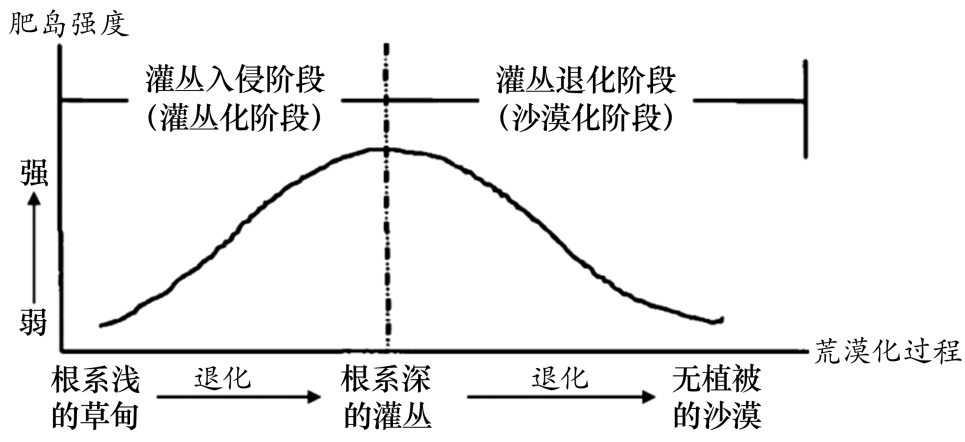 肥岛强度
灌丛入侵阶段
(灌丛化阶段)
灌丛退化阶段
(沙漠化阶段)
强
弱
荒漠化过程
根系浅
的草甸
退化
根系深
的灌丛
退化
无植被
的沙漠